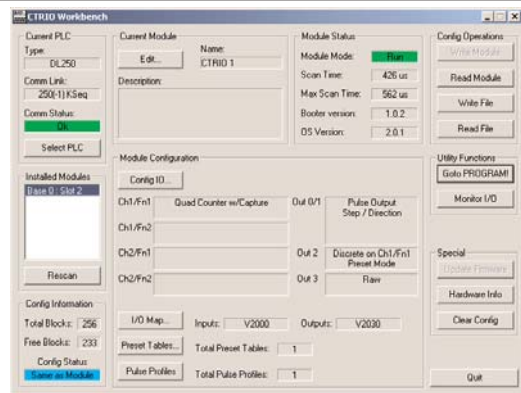 CTRIO Workbench
Current PLC
Type:
DL250
Comm Link:
250(-1) KSeq
Comm Status:
Ok
Select PLC
Installed Modules
Base 0 : Slot 2
Rescan
Config Information
Total Blocks: 256
Free Blocks: 233
Config Status
Same as Module
Current Module
Edit...
Name:
CTRIO 1
Description:
Module Status
Module Mode: Run
Scan Time: 426 us
Max Scan Time: 562 us
Booter version: 1.0.2
OS Version: 2.0.1
Module Configuration
Config IO...
Ch1/Fn1 Quad Counter w/Capture
Ch1/Fn2
Ch2/Fn1
Ch2/Fn2
Out 0/1 Pulse Output
Step / Direction
Out 2 Discrete on Ch1/Fn1
Preset Mode
Out 3 Raw
I/O Map... Inputs: V2000 Outputs: V2030
Preset Tables... Total Preset Tables: 1
Pulse Profiles Total Pulse Profiles: 1
Config Operations
Write Module
Read Module
Write File
Read File
Utility Functions
Goto PROGRAM!
Monitor I/O
Special
Update Firmware
Hardware Info
Clear Config
Quit